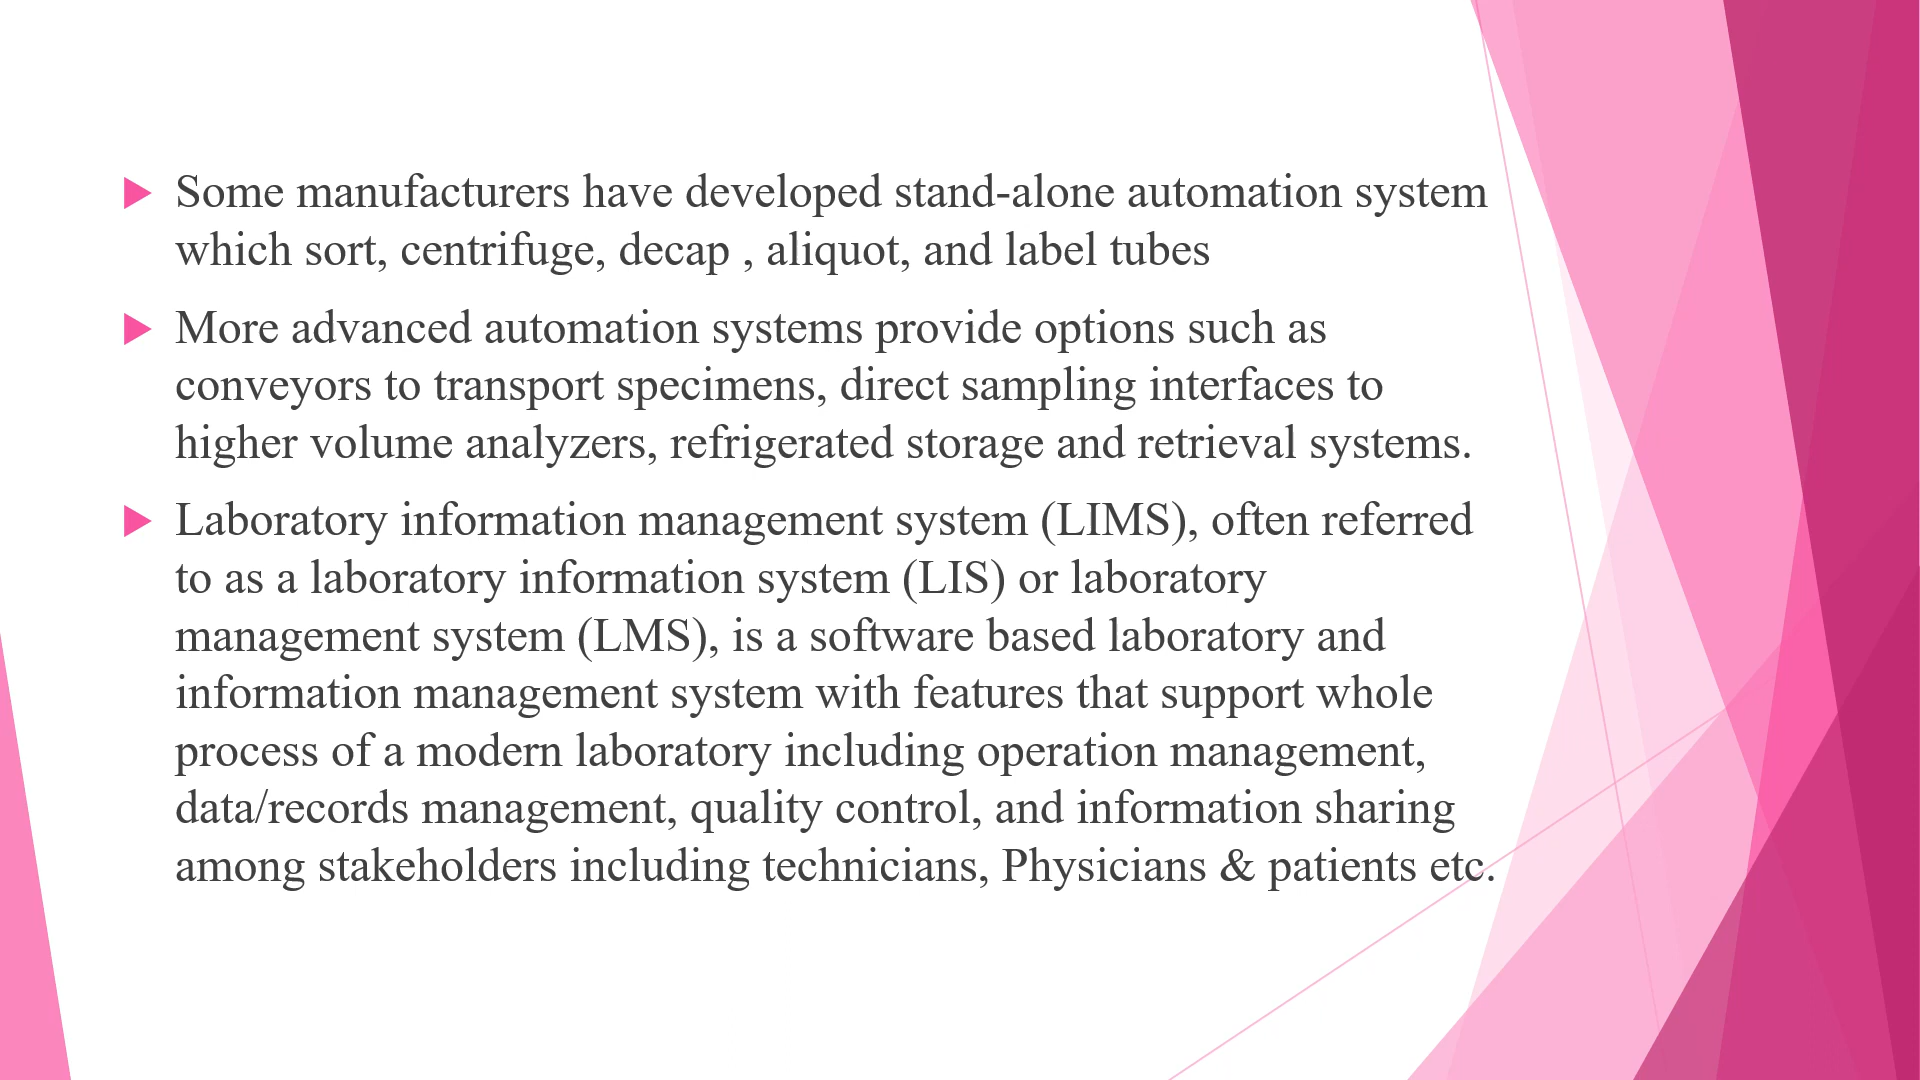 Some manufacturers have developed stand-alone automation system
which sort, centrifuge, decap , aliquot, and label tubes
More advanced automation systems provide options such as
conveyors to transport specimens, direct sampling interfaces to
higher volume analyzers, refrigerated storage and retrieval systems.
Laboratory information management system (LIMS), often referred
to as a laboratory information system (LIS) or laboratory
management system (LMS), is a software based laboratory and
information management system with features that support whole
process of a modern laboratory including operation management,
data/records management, quality control, and information sharing
among stakeholders including technicians, Physicians & patients etc.